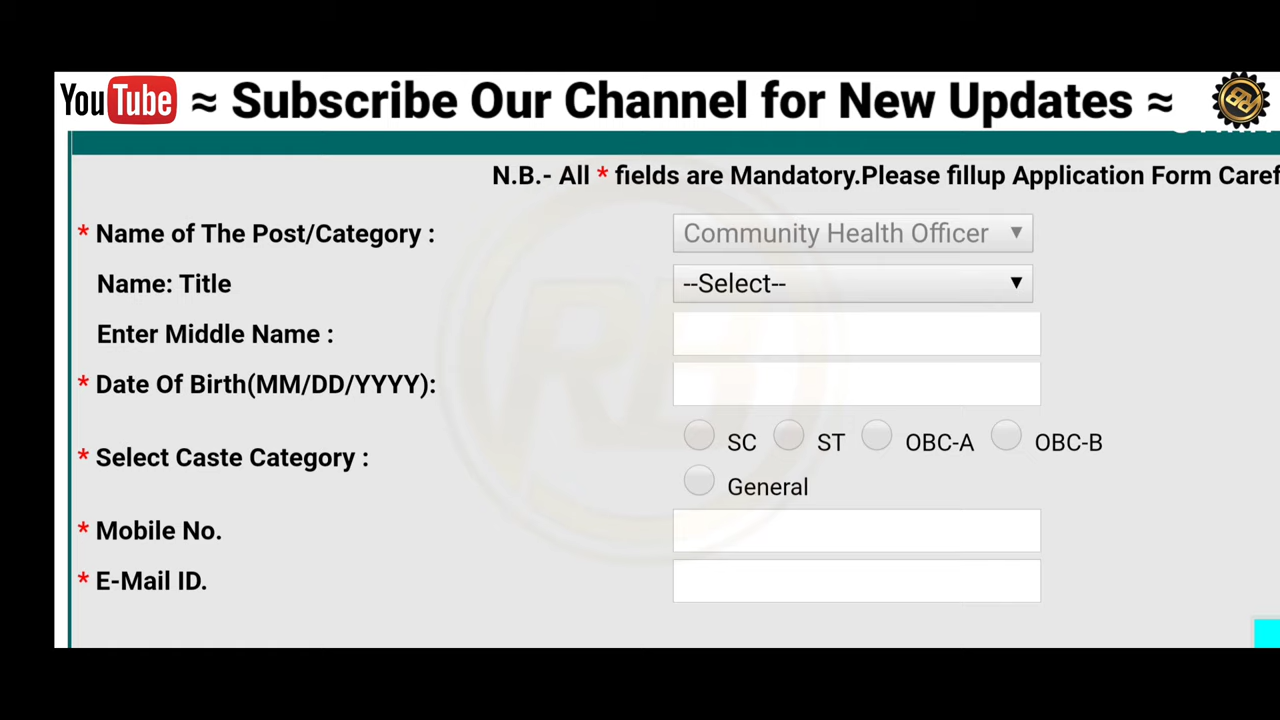 YouTube ≈ Subscribe Our Channel for New Updates ≈
N.B.- All * fields are Mandatory.Please fillup Application Form Caref
* Name of The Post/Category : Community Health Officer ▼
Name: Title --Select-- ▼
Enter Middle Name :
* Date Of Birth(MM/DD/YYYY):
SC ST OBC-A OBC-B
* Select Caste Category :
General
* Mobile No.
* E-Mail ID.